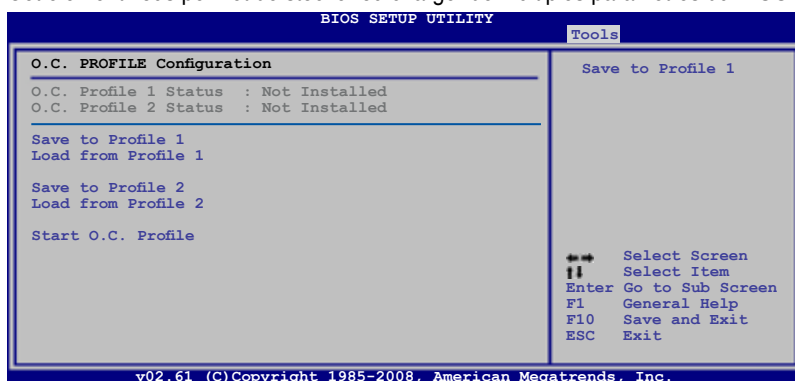 BIOS SETUP UTILITY
Tools
O.C. PROFILE Configuration
O.C. Profile 1 Status : Not Installed
O.C. Profile 2 Status : Not Installed
Save to Profile 1
Load from Profile 1
Save to Profile 2
Load from Profile 2
Start O.C. Profile
Save to Profile 1
Select Screen
Select Item
Enter Go to Sub Screen
F1 General Help
F10 Save and Exit
ESC Exit
v02.61 (C)Copyright 1985-2008, American Megatrends, Inc.